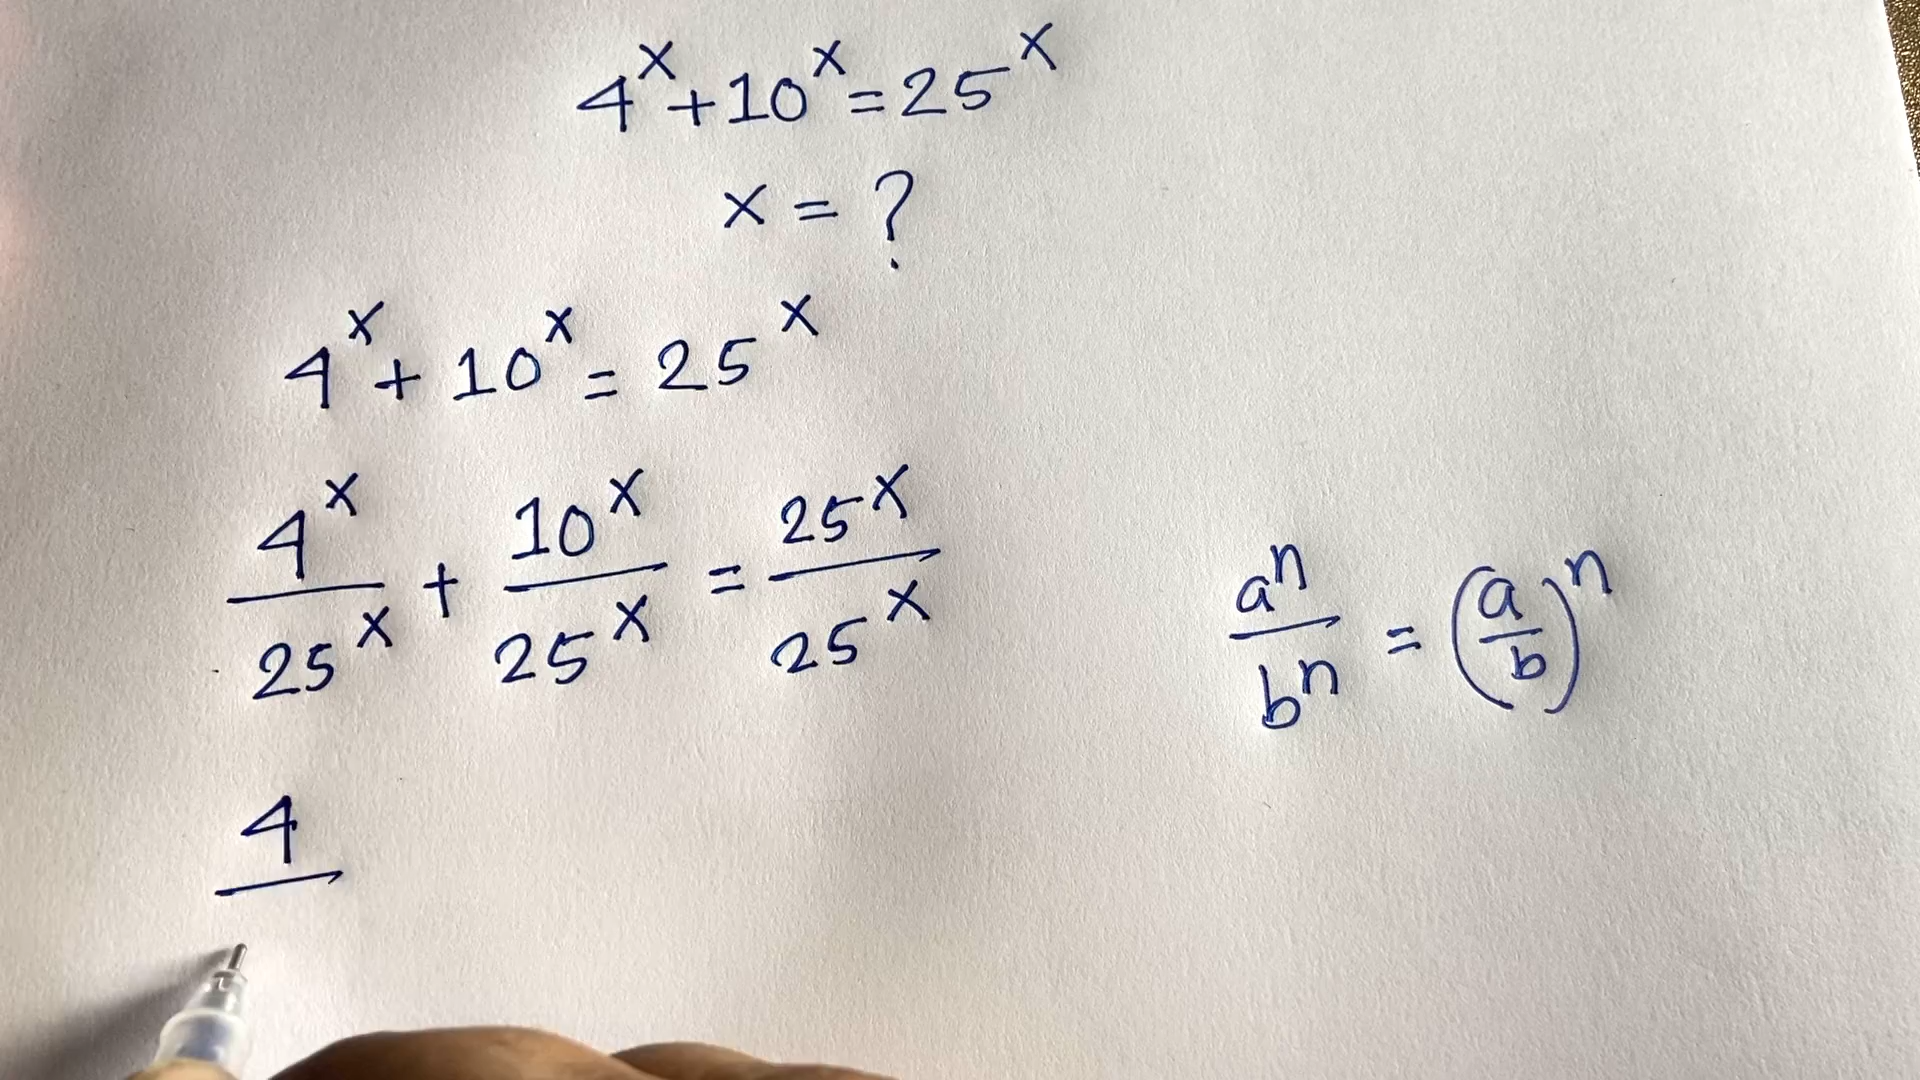 4^x + 10^x = 25^x
x = ?
4^x + 10^x = 25^x
4^x/25^x + 10^x/25^x = 25^x/25^x
a^n/b^n = (a/b)^n
4